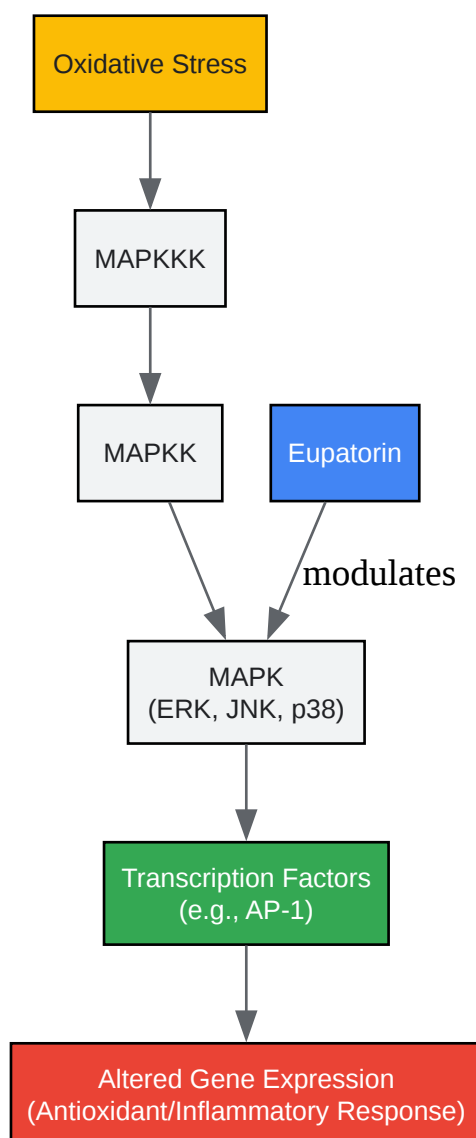 Oxidative Stress
MAPKKK
MAPKK
Eupatorin
modulates
MAPK
(ERK, JNK, p38)
Transcription Factors
(e.g., AP-1)
Altered Gene Expression
(Antioxidant/Inflammatory Response)